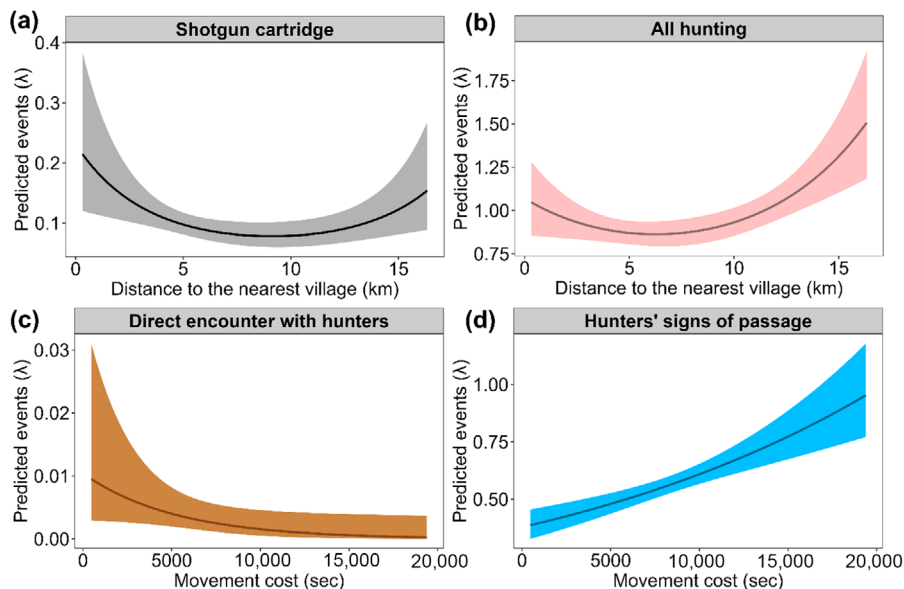 (a)
Shotgun cartridge
Predicted events (λ)
0.4
0.3
0.2
0.1
0
5
10
15
Distance to the nearest village (km)
(b)
All hunting
Predicted events (λ)
1.75
1.50
1.25
1.00
0.75
0
5
10
15
Distance to the nearest village (km)
(c)
Direct encounter with hunters
Predicted events (λ)
0.03
0.02
0.01
0.00
0
5000
10,000
15,000
20,000
Movement cost (sec)
(d)
Hunters' signs of passage
Predicted events (λ)
1.00
0.75
0.50
0
5000
10,000
15,000
20,000
Movement cost (sec)